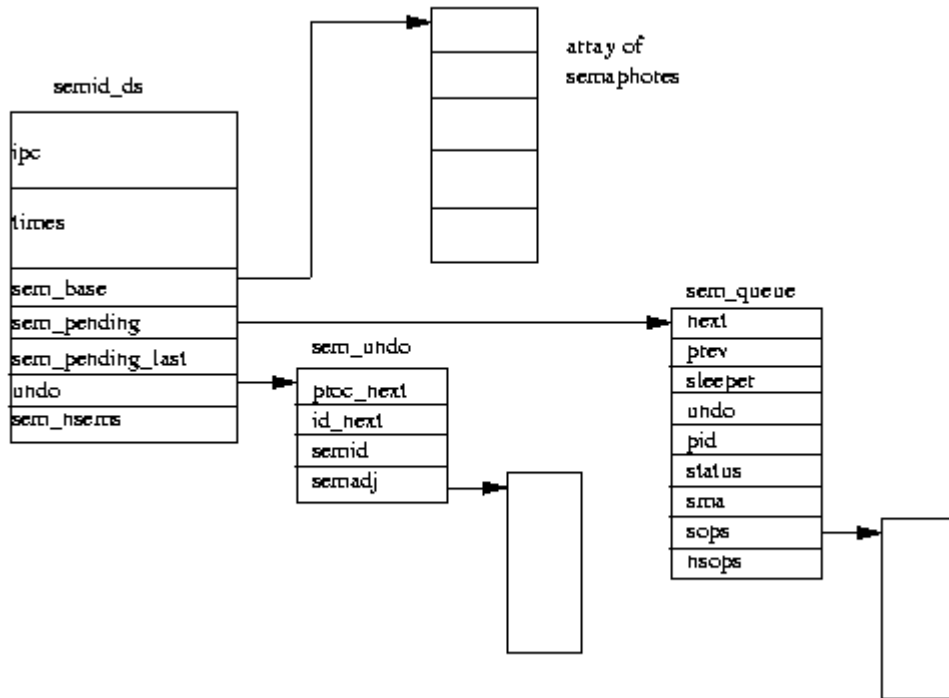 array of
semaphores
semid_ds
ipc
times
sem_base
sem_pending
sem_pending_last
undo
sem_nsems
sem_undo
proc_next
id_next
semid
semadj
sem_queue
next
prev
sleeper
undo
pid
status
sma
sops
nsops